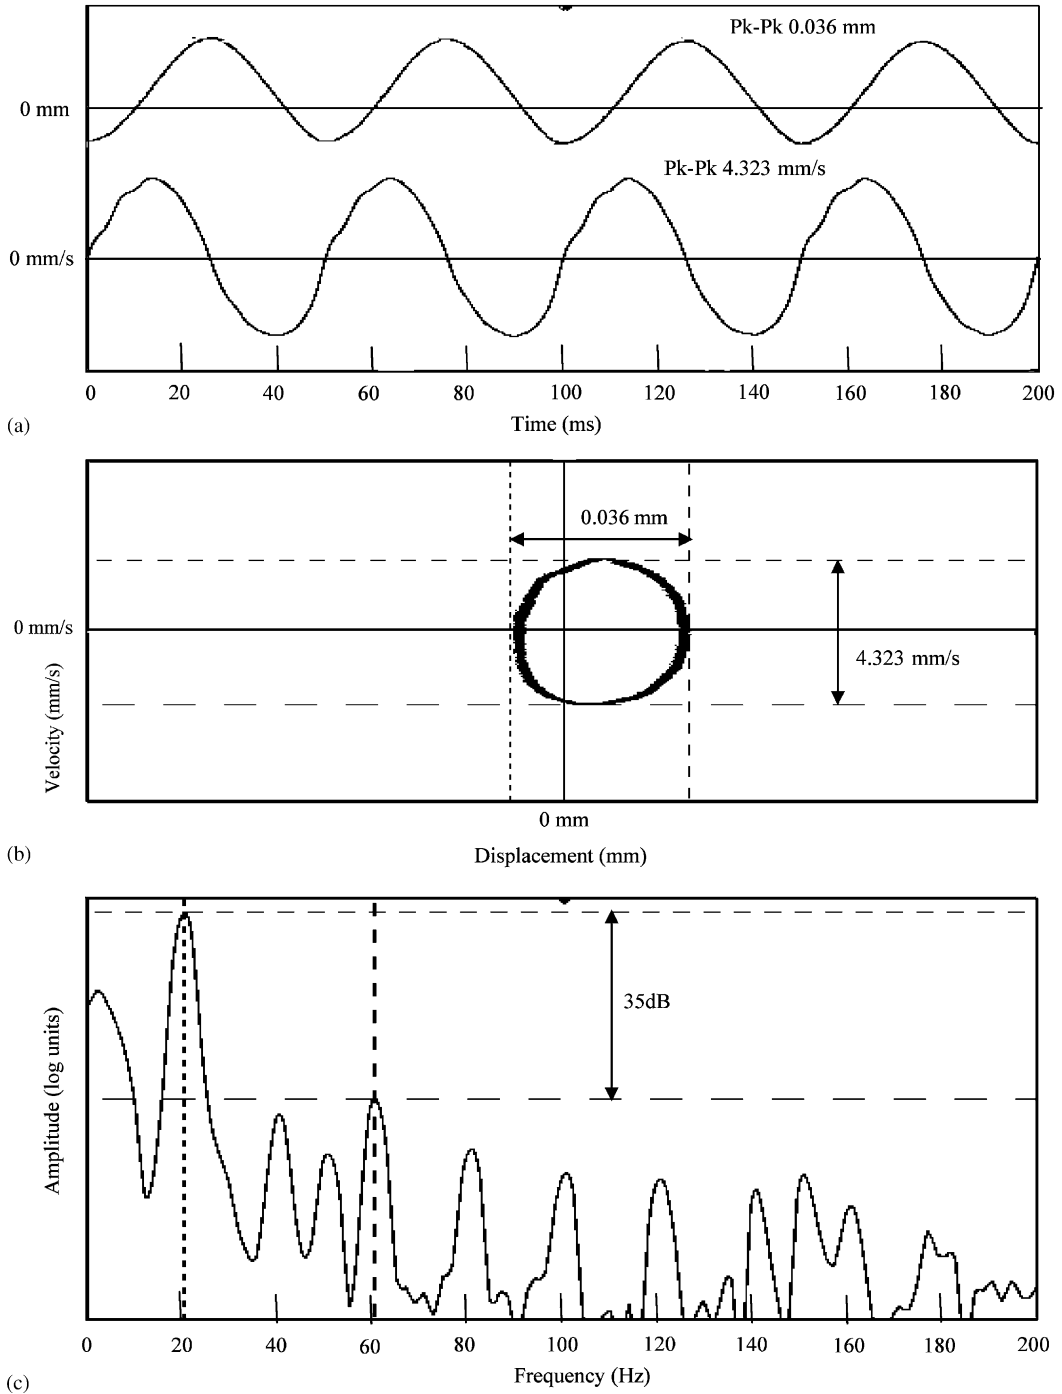 Pk-Pk 0.036 mm
0 mm
Pk-Pk 4.323 mm/s
0 mm/s
0 20 40 60 80 100 120 140 160 180 200
(a)
Time (ms)
0.036 mm
0 mm/s
4.323 mm/s
Velocity (mm/s)
0 mm
(b)
Displacement (mm)
35dB
Amplitude (log units)
0 20 40 60 80 100 120 140 160 180 200
Frequency (Hz)
(c)